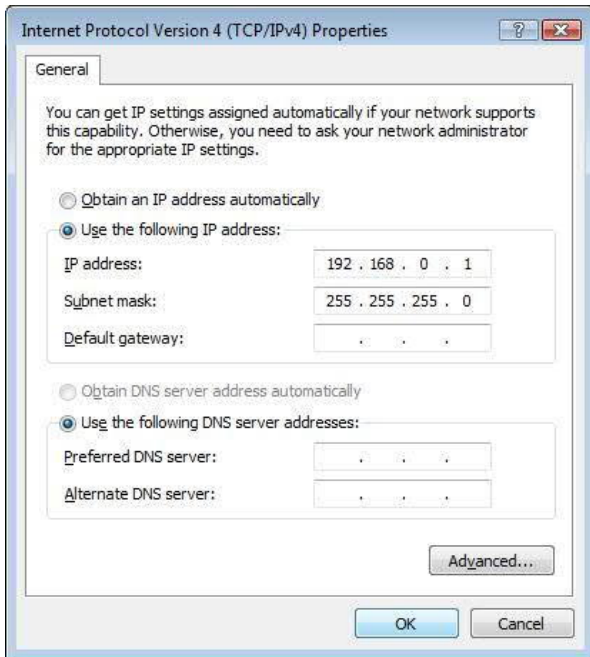 Internet Protocol Version 4 (TCP/IPv4) Properties
General
You can get IP settings assigned automatically if your network supports
this capability. Otherwise, you need to ask your network administrator
for the appropriate IP settings.
Obtain an IP address automatically
Use the following IP address:
IP address: 192 . 168 . 0 . 1
Subnet mask: 255 . 255 . 255 . 0
Default gateway: . . .
Obtain DNS server address automatically
Use the following DNS server addresses:
Preferred DNS server: . . .
Alternate DNS server: . . .
Advanced...
OK Cancel